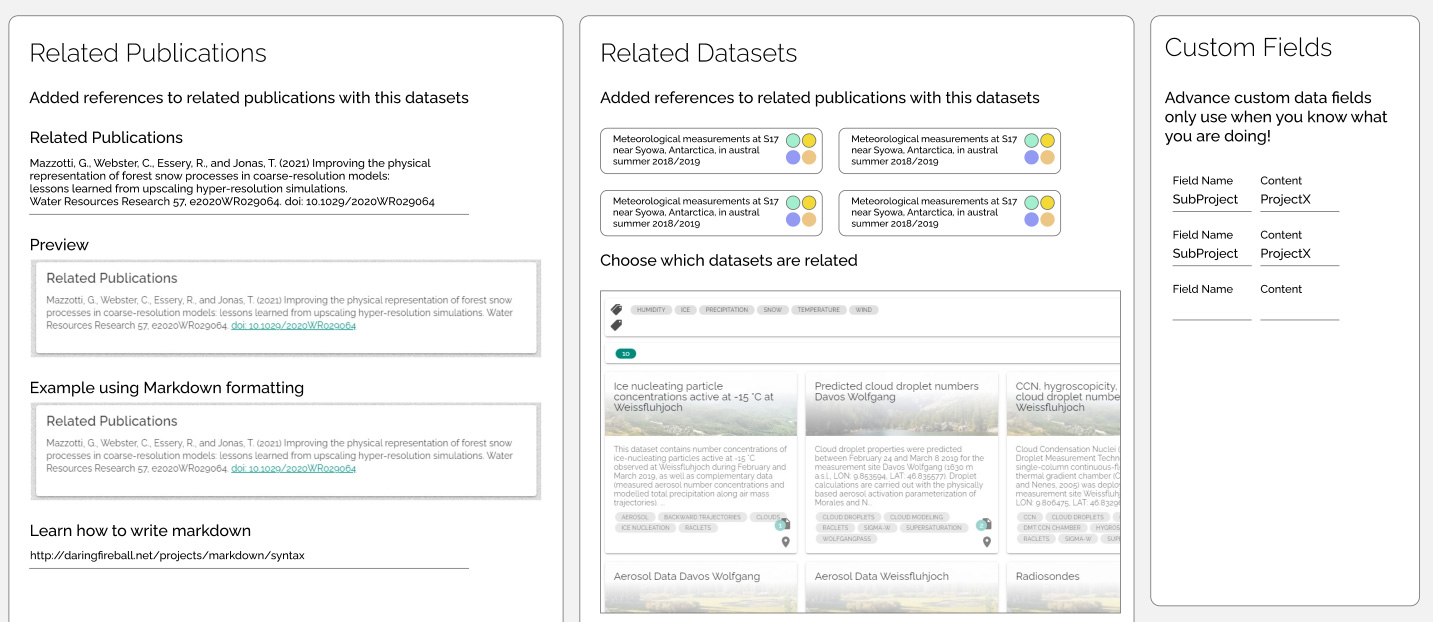 Related Publications
Added references to related publications with this datasets
Related Publications
Mazzotti, G., Webster, C., Essery, R., and Jonas, T. (2021) Improving the physical
representation of forest snow processes in coarse-resolution models:
lessons learned from upscaling hyper-resolution simulations.
Water Resources Research 57, e2020WR029064. doi: 10.1029/2020WR029064
Preview
Related Publications
Mazzotti, G., Webster, C., Essery, R., and Jonas, T. (2021) Improving the physical representation of forest snow
processes in coarse-resolution models: lessons learned from upscaling hyper-resolution simulations. Water
Resources Research 57, e2020WR029064. doi: 10.1029/2020WR029064
Example using Markdown formatting
Related Publications
Mazzotti, G., Webster, C., Essery, R., and Jonas, T. (2021) Improving the physical representation of forest snow
processes in coarse-resolution models: lessons learned from upscaling hyper-resolution simulations. Water
Resources Research 57, e2020WR029064. doi: 10.1029/2020WR029064
Learn how to write markdown
http://daringfireball.net/projects/markdown/syntax
Related Datasets
Added references to related publications with this datasets
Meteorological measurements at S17
near Syowa, Antarctica, in austral
summer 2018/2019
Meteorological measurements at S17
near Syowa, Antarctica, in austral
summer 2018/2019
Meteorological measurements at S17
near Syowa, Antarctica, in austral
summer 2018/2019
Meteorological measurements at S17
near Syowa, Antarctica, in austral
summer 2018/2019
Choose which datasets are related
HUMIDITY ICE PRECIPITATION SNOW TEMPERATURE WIND
10
Ice nucleating particle
concentrations active at -15 °C at
Weissfluhjoch
This dataset contains number concentrations of
ice-nucleating particles active at -15 °C
observed at Weissfluhjoch during February and
March 2019, as well as complementary data
(measured aerosol number concentrations and
modelled total precipitation along air mass
trajectories) ...
AEROSOL BACKWARD TRAJECTORIES CLOUDS
ICE NUCLEATION RACLETS
1
Predicted cloud droplet numbers
Davos Wolfgang
Cloud droplet properties were predicted
between February 24 and March 8 2019 for the
measurement site Davos Wolfgang (1630 m
a.s.l., LON: 9.853594, LAT: 46.835577). Droplet
calculations are carried out with the physically
based aerosol activation parameterization of
Morales and N...
CLOUD DROPLETS CLOUD MODELING
RACLETS SIGMA-W SUPERSATURATION
WOLFGANGPASS
2
CCN, hygroscopicity,
cloud droplet numbe
Weissfluhjoch
Cloud Condensation Nuclei (
Droplet Measurement Techn
single-column continuous-fl
thermal gradient chamber (C
and Nenes, 2005) was deplo
measurement site Weissfluhj
LON: 9.806475, LAT: 46.8329
CCN CLOUD DROPLETS
DMT CCN CHAMBER HYGROS
RACLETS SIGMA-W SUP
Aerosol Data Davos Wolfgang
Aerosol Data Weissfluhjoch
Radiosondes
Custom Fields
Advance custom data fields
only use when you know what
you are doing!
Field Name Content
SubProject ProjectX
Field Name Content
SubProject ProjectX
Field Name Content